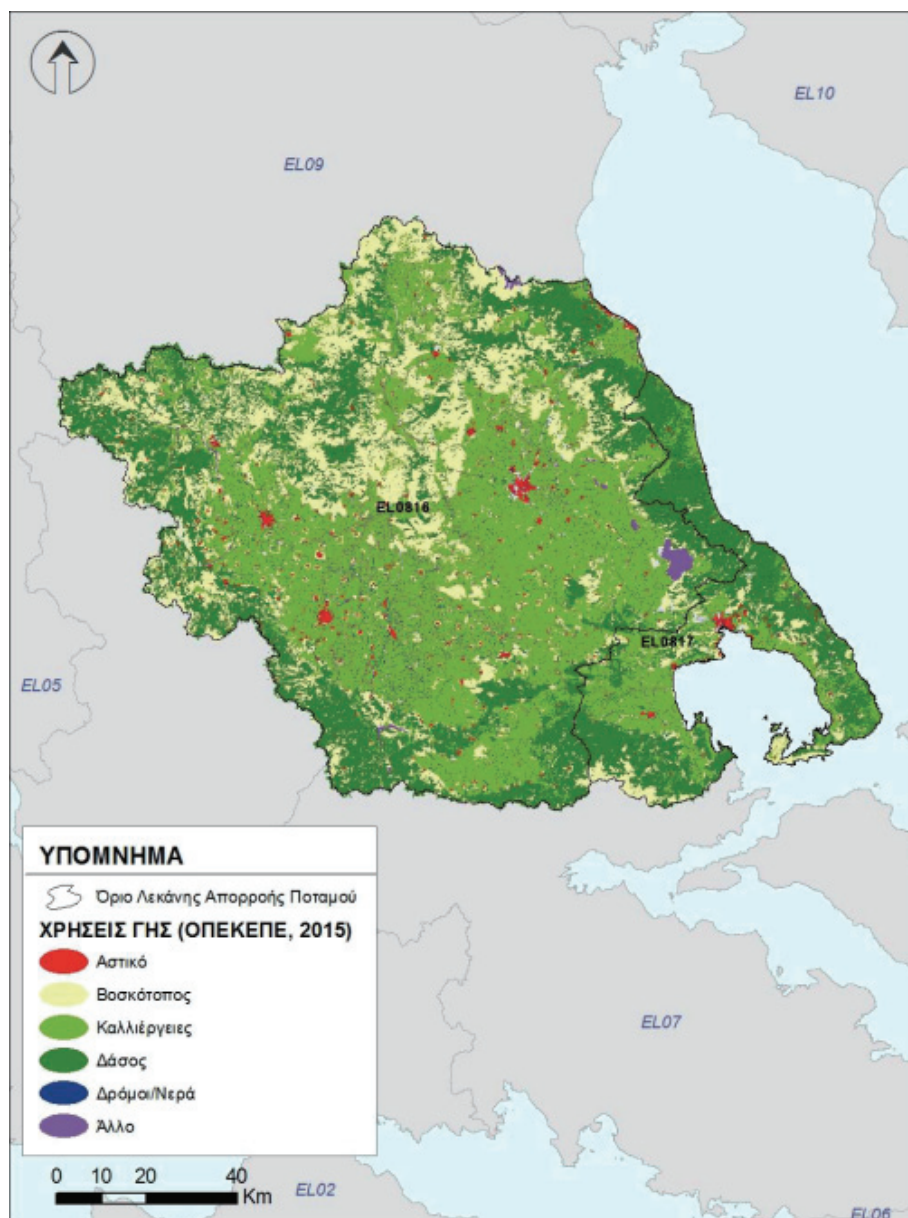 EL10
EL09
EL0816
EL0817
EL05
ΥΠΟΜΝΗΜΑ
Όριο Λεκάνης Απορροής Ποταμού
ΧΡΗΣΕΙΣ ΓΗΣ (ΟΠΕΚΕΠΕ, 2015)
Αστικό
Βοσκότοπος
Καλλιέργειες
Δάσος
Δρόμοι/Νερά
Άλλο
EL07
0 10 20 40
Km
EL02
EL06